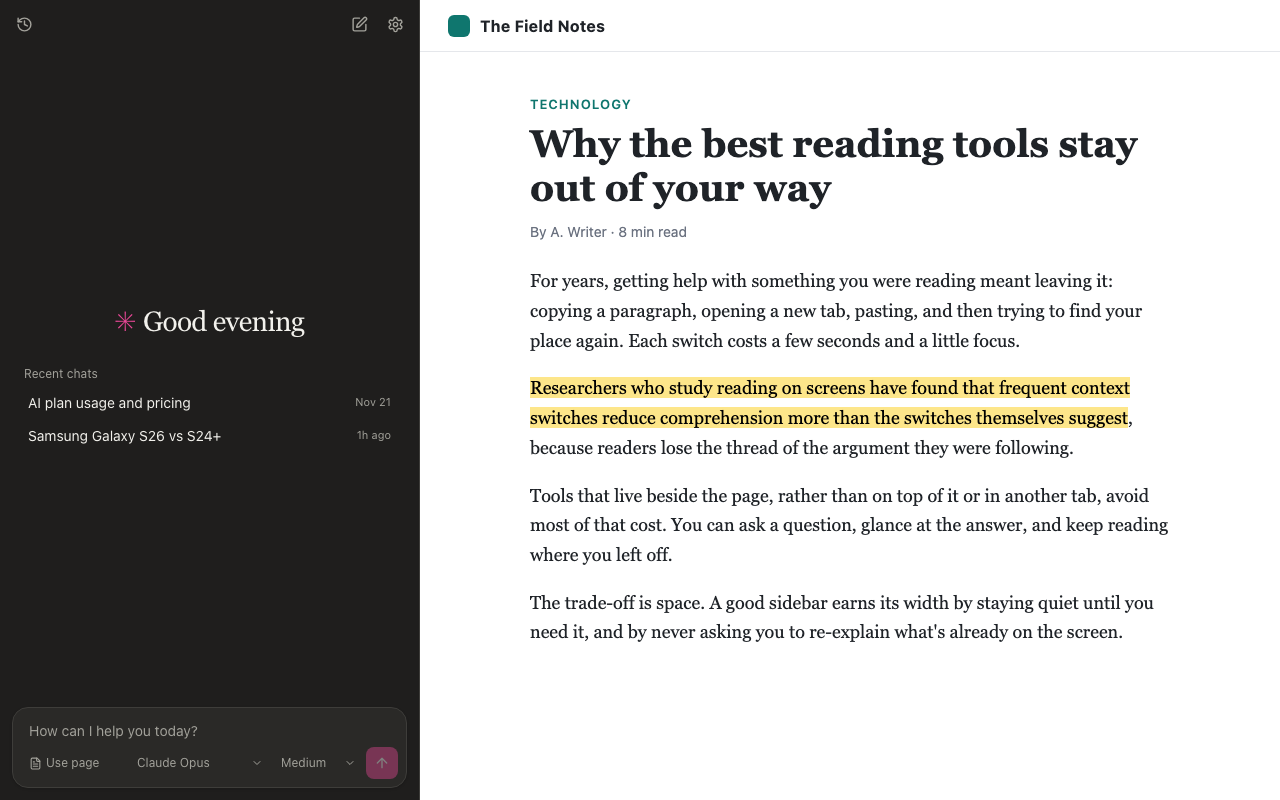 Good evening
Recent chats
AI plan usage and pricing
Nov 21
Samsung Galaxy S26 vs S24+
1h ago
How can I help you today?
Use page
Claude Opus
Medium
The Field Notes
TECHNOLOGY
Why the best reading tools stay
out of your way
By A. Writer · 8 min read
For years, getting help with something you were reading meant leaving it:
copying a paragraph, opening a new tab, pasting, and then trying to find your
place again. Each switch costs a few seconds and a little focus.
Researchers who study reading on screens have found that frequent context
switches reduce comprehension more than the switches themselves suggest,
because readers lose the thread of the argument they were following.
Tools that live beside the page, rather than on top of it or in another tab, avoid
most of that cost. You can ask a question, glance at the answer, and keep reading
where you left off.
The trade-off is space. A good sidebar earns its width by staying quiet until you
need it, and by never asking you to re-explain what's already on the screen.